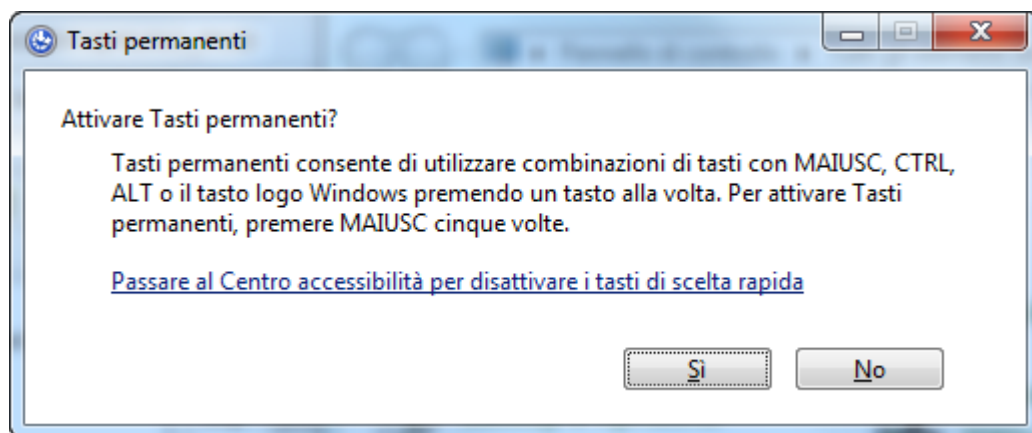 Tasti permanenti
Attivare Tasti permanenti?
Tasti permanenti consente di utilizzare combinazioni di tasti con MAIUSC, CTRL,
ALT o il tasto logo Windows premendo un tasto alla volta. Per attivare Tasti
permanenti, premere MAIUSC cinque volte.
Passare al Centro accessibilità per disattivare i tasti di scelta rapida
Sì
No